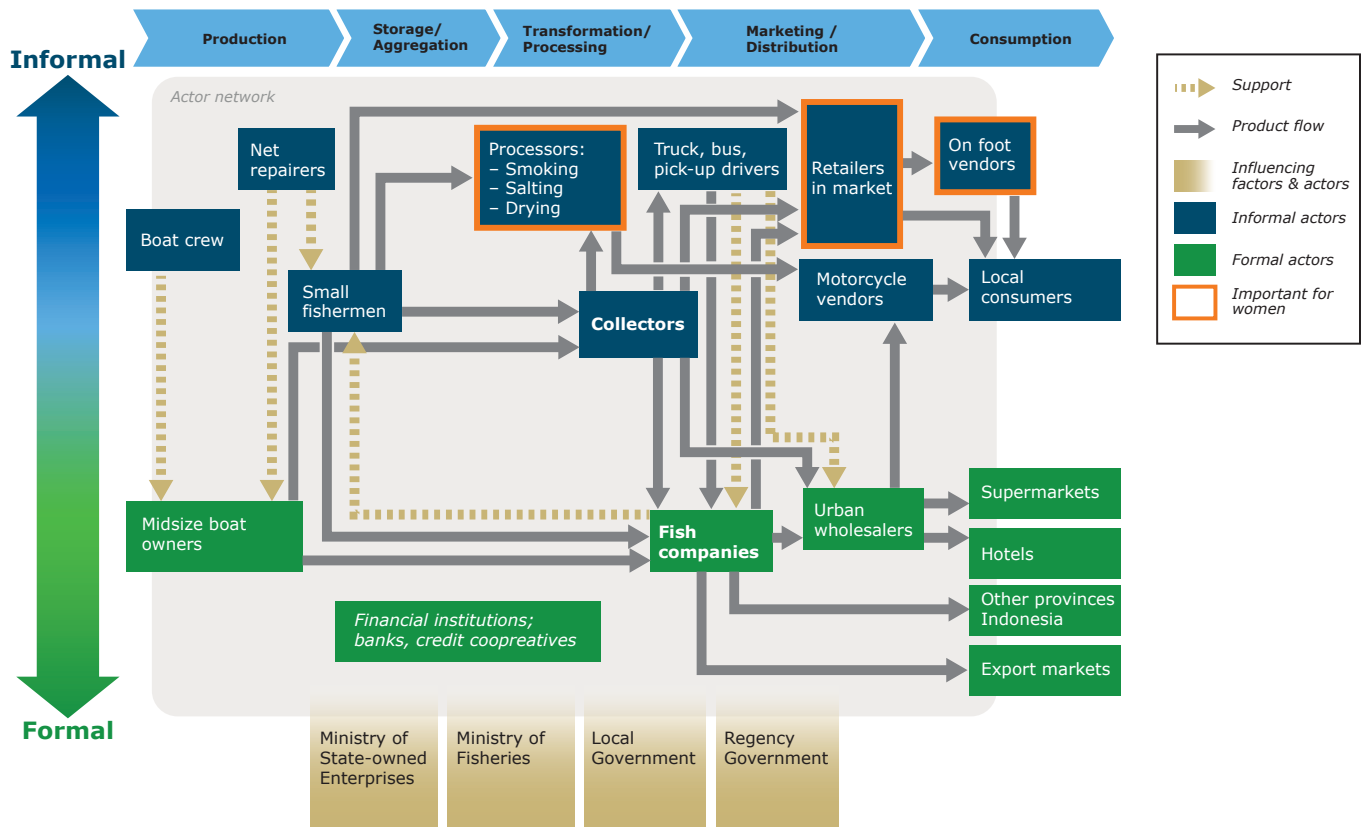 Production
Storage/
Aggregation
Transformation/
Processing
Marketing /
Distribution
Consumption
Informal
Formal
Actor network
Net
repairers
Boat crew
Small
fishermen
Midsize boat
owners
Processors:
– Smoking
– Salting
– Drying
Collectors
Truck, bus,
pick-up drivers
Retailers
in market
On foot
vendors
Motorcycle
vendors
Local
consumers
Fish
companies
Urban
wholesalers
Supermarkets
Hotels
Other provinces
Indonesia
Export markets
Financial institutions;
banks, credit coopreatives
Ministry of
State-owned
Enterprises
Ministry of
Fisheries
Local
Government
Regency
Government
Support
Product flow
Influencing
factors & actors
Informal actors
Formal actors
Important for
women